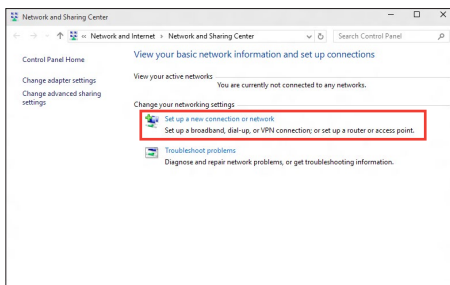 Network and Sharing Center
« Network and Internet › Network and Sharing Center
Search Control Panel
Control Panel Home
Change adapter settings
Change advanced sharing
settings
View your basic network information and set up connections
View your active networks
You are currently not connected to any networks.
Change your networking settings
Set up a new connection or network
Set up a broadband, dial-up, or VPN connection; or set up a router or access point.
Troubleshoot problems
Diagnose and repair network problems, or get troubleshooting information.